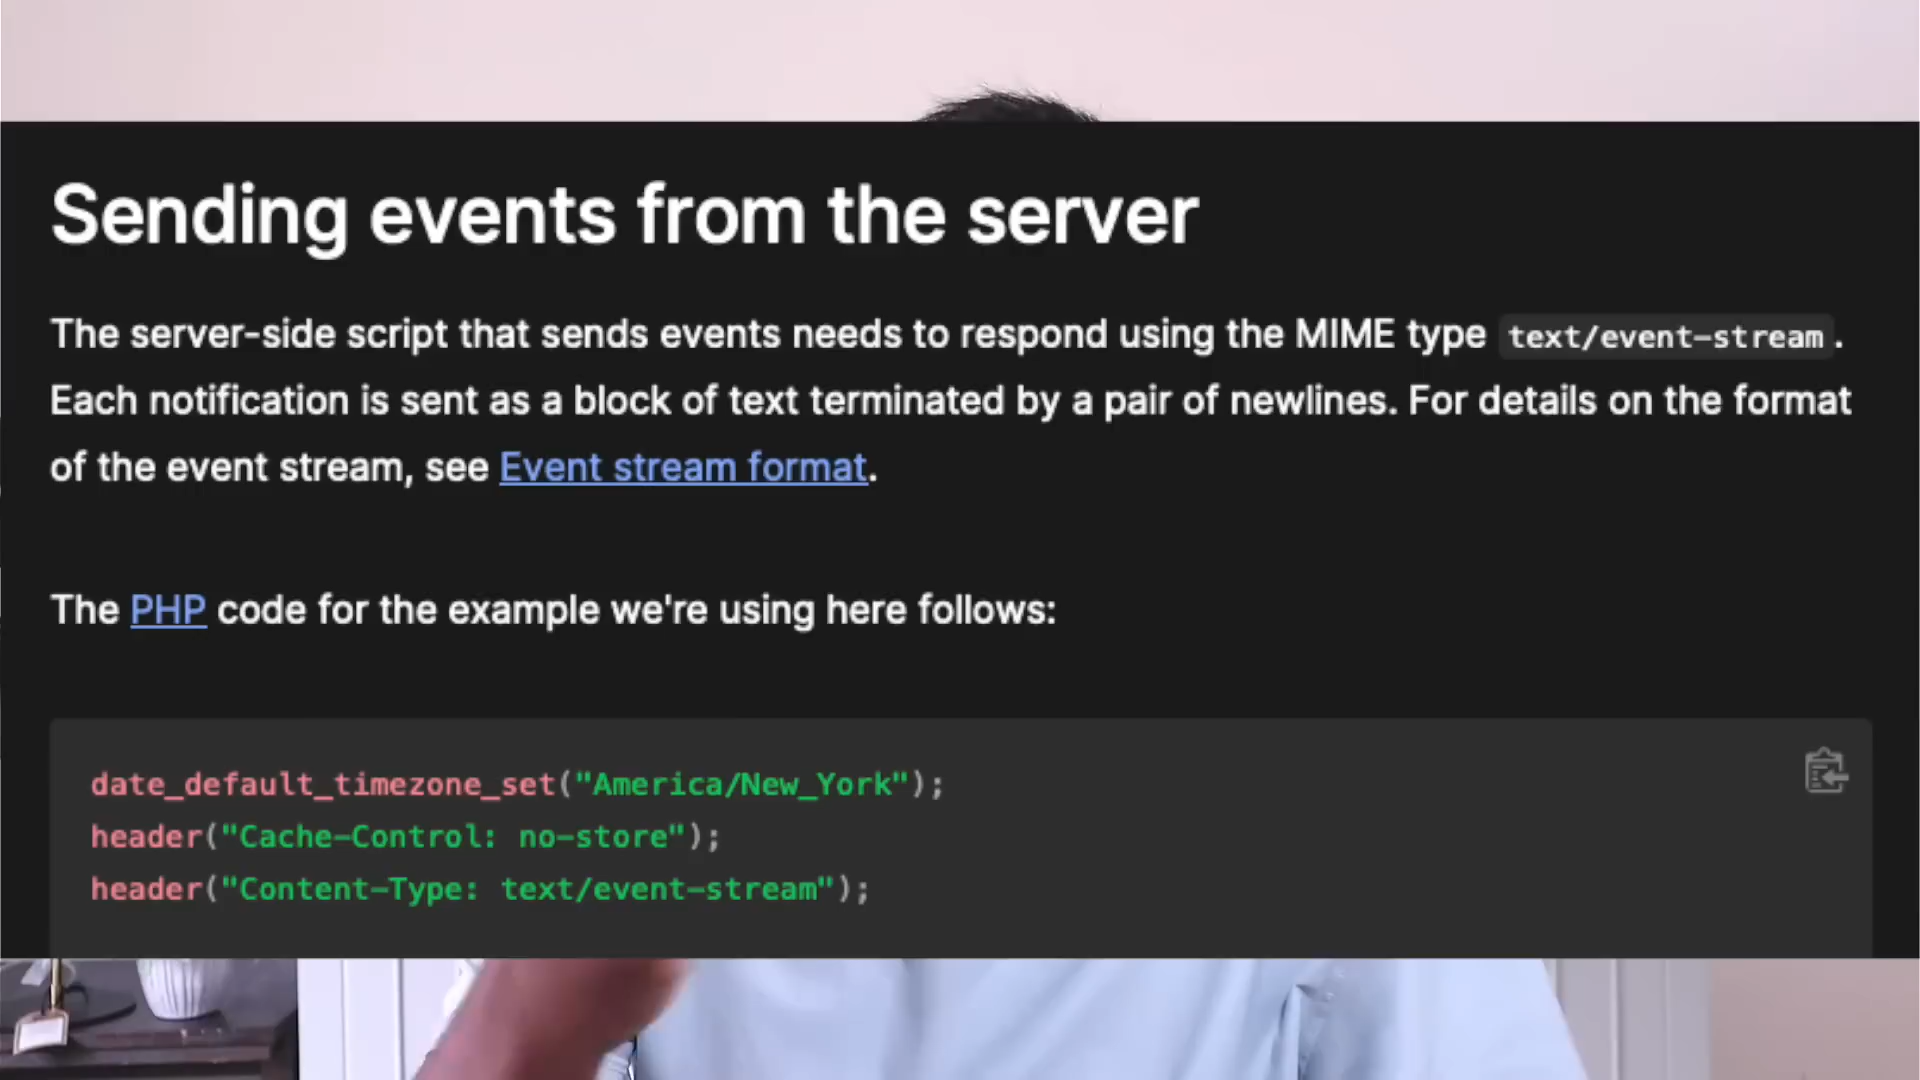 Sending events from the server
The server-side script that sends events needs to respond using the MIME type text/event-stream.
Each notification is sent as a block of text terminated by a pair of newlines. For details on the format
of the event stream, see Event stream format.
The PHP code for the example we're using here follows:
date_default_timezone_set("America/New_York");
header("Cache-Control: no-store");
header("Content-Type: text/event-stream");